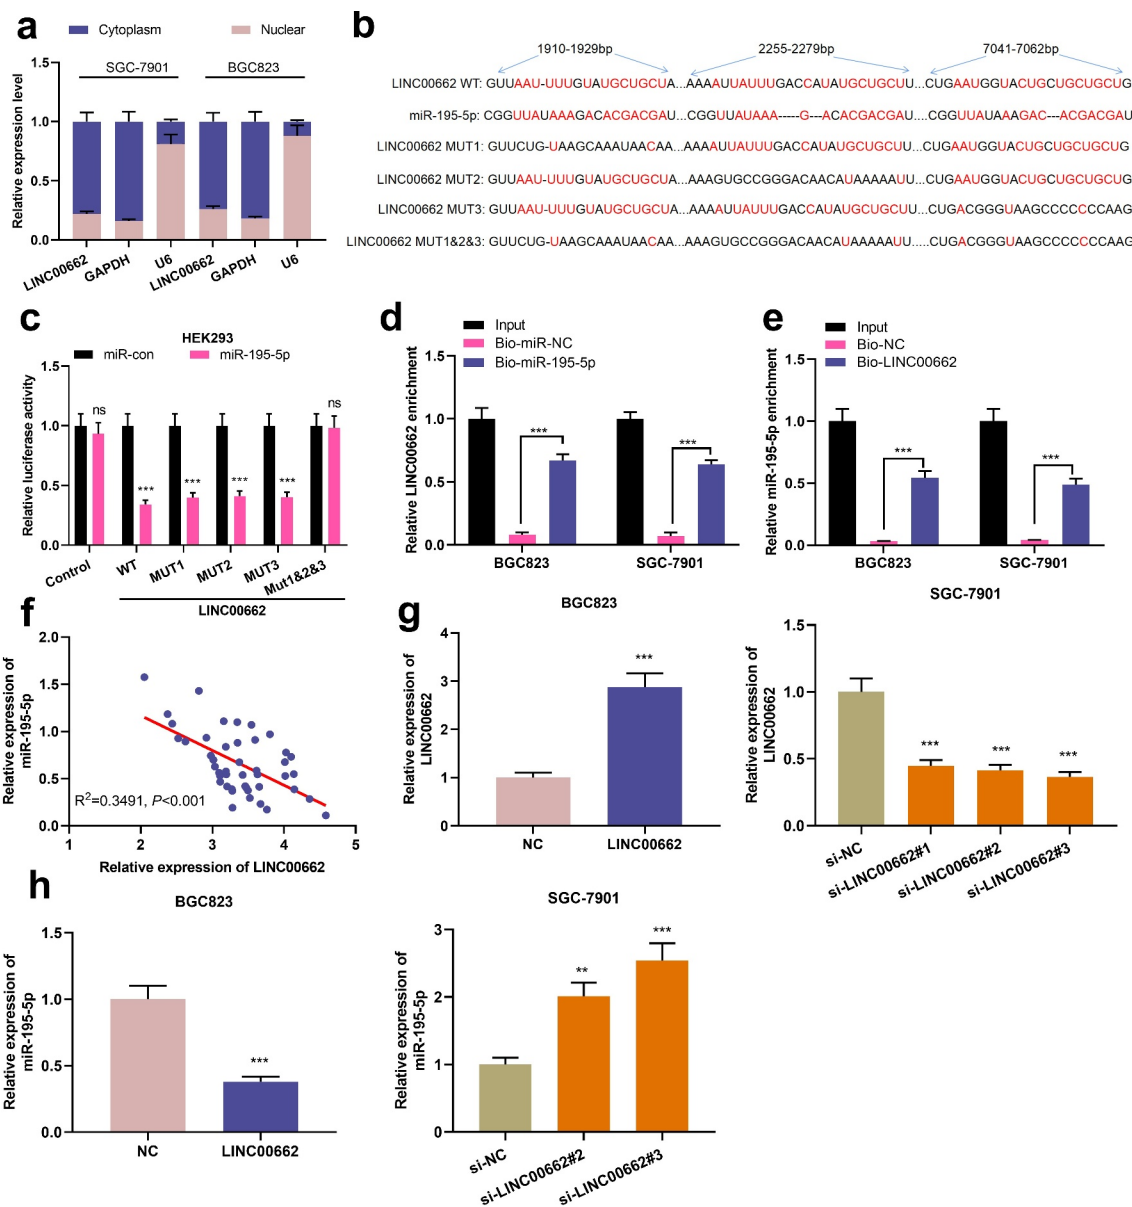 a
Cytoplasm Nuclear
SGC-7901 BGC823
Relative expression level
1.5
1.0
0.5
0.0
LINC00662 GAPDH U6 LINC00662 GAPDH U6
b
1910-1929bp 2255-2279bp 7041-7062bp
LINC00662 WT: GUUAAU-UUUGUAUGCUGCUA...AAAAUUAUUUGACCAUAUGCUGCUU...CUGAAUGGUACUGCUGCUGCUG
miR-195-5p: CGGUUAUAAAGACACGACGAU...CGGUUAUAAA-----G---ACACGACGAU....CGGUUAUAAAGAC---ACGACGAU
LINC00662 MUT1: GUUCUG-UAAGCAAAUAACAA...AAAAUUAUUUGACCAUAUGCUGCUU...CUGAAUGGUACUGCUGCUGCUG
LINC00662 MUT2: GUUAAU-UUUGUAUGCUGCUA...AAAGUGCCGGGACAACAUAAAAAUU...CUGAAUGGUACUGCUGCUGCUG
LINC00662 MUT3: GUUAAU-UUUGUAUGCUGCUA...AAAAUUAUUUGACCAUAUGCUGCUU...CUGACGGGUAAGCCCCCCCAAG
LINC00662 MUT1&2&3: GUUCUG-UAAGCAAAUAACAA...AAAGUGCCGGGACAACAUAAAAAUU.....CUGACGGGUAAGCCCCCCCAAG
c
HEK293
miR-con miR-195-5p
Relative luciferase activity
1.5
1.0
0.5
0.0
ns *** *** *** *** ns
Control WT MUT1 MUT2 MUT3 Mut1&2&3
LINC00662
d
Input
Bio-miR-NC
Bio-miR-195-5p
Relative LINC00662 enrichment
1.5
1.0
0.5
0.0
*** ***
BGC823 SGC-7901
e
Input
Bio-NC
Bio-LINC00662
Relative miR-195-5p enrichment
1.5
1.0
0.5
0.0
*** ***
BGC823 SGC-7901
f
Relative expression of
miR-195-5p
2.0
1.5
1.0
0.5
0.0
R2=0.3491, P<0.001
1 2 3 4 5
Relative expression of LINC00662
g
BGC823
Relative expression of
LINC00662
4
3
2
1
0
***
NC LINC00662
SGC-7901
Relative expression of
LINC00662
1.5
1.0
0.5
0.0
*** *** ***
si-NC si-LINC00662#1 si-LINC00662#2 si-LINC00662#3
h
BGC823
Relative expression of
miR-195-5p
1.5
1.0
0.5
0.0
***
NC LINC00662
SGC-7901
Relative expression of
miR-195-5p
3
2
1
0
** ***
si-NC si-LINC00662#2 si-LINC00662#3